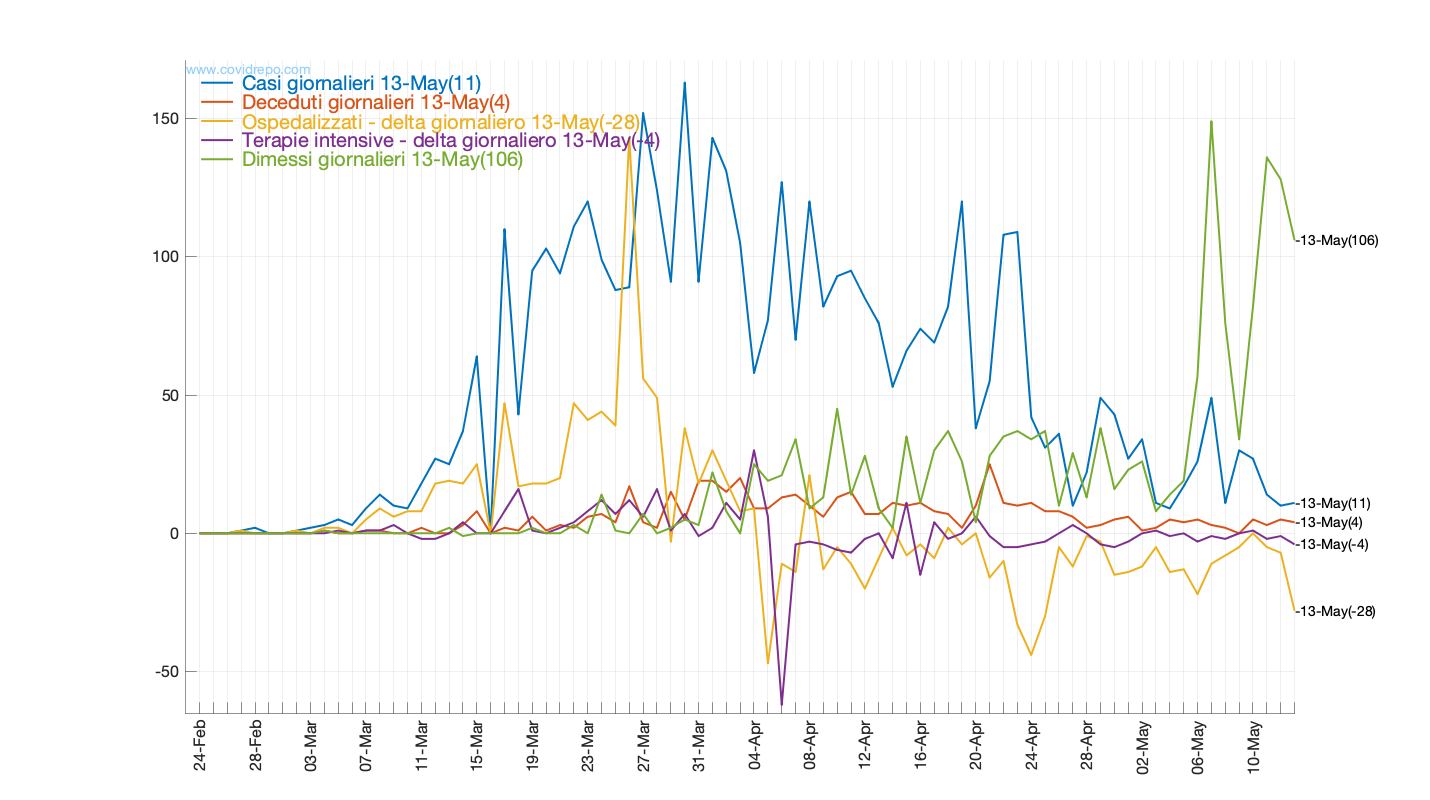 www.covidrepo.com
Casi giornalieri 13-May(11)
Deceduti giornalieri 13-May(4)
Ospedalizzati - delta giornaliero 13-May(-28)
Terapie intensive - delta giornaliero 13-May(-4)
Dimessi giornalieri 13-May(106)
150
100
50
0
-50
-13-May(106)
-13-May(11)
-13-May(4)
-13-May(-4)
-13-May(-28)
24-Feb
28-Feb
03-Mar
07-Mar
11-Mar
15-Mar
19-Mar
23-Mar
27-Mar
31-Mar
04-Apr
08-Apr
12-Apr
16-Apr
20-Apr
24-Apr
28-Apr
02-May
06-May
10-May